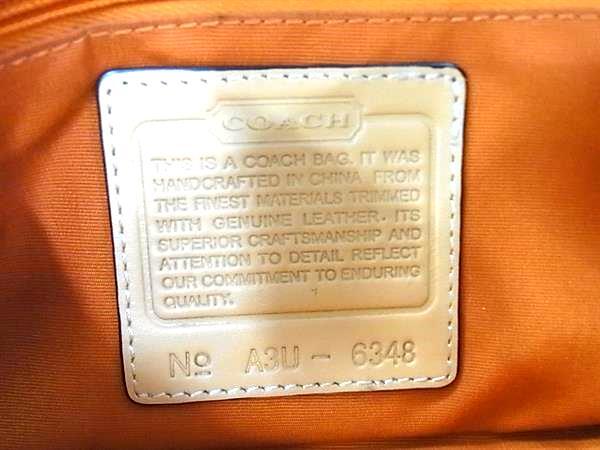 COACH
THIS IS A COACH BAG. IT WAS
HANDCRAFTED IN CHINA FROM
THE FINEST MATERIALS TRIMMED
WITH GENUINE LEATHER. ITS
SUPERIOR CRAFTSMANSHIP AND
ATTENTION TO DETAIL REFLECT
OUR COMMITMENT TO ENDURING
QUALITY.
Nº A3U - 6348